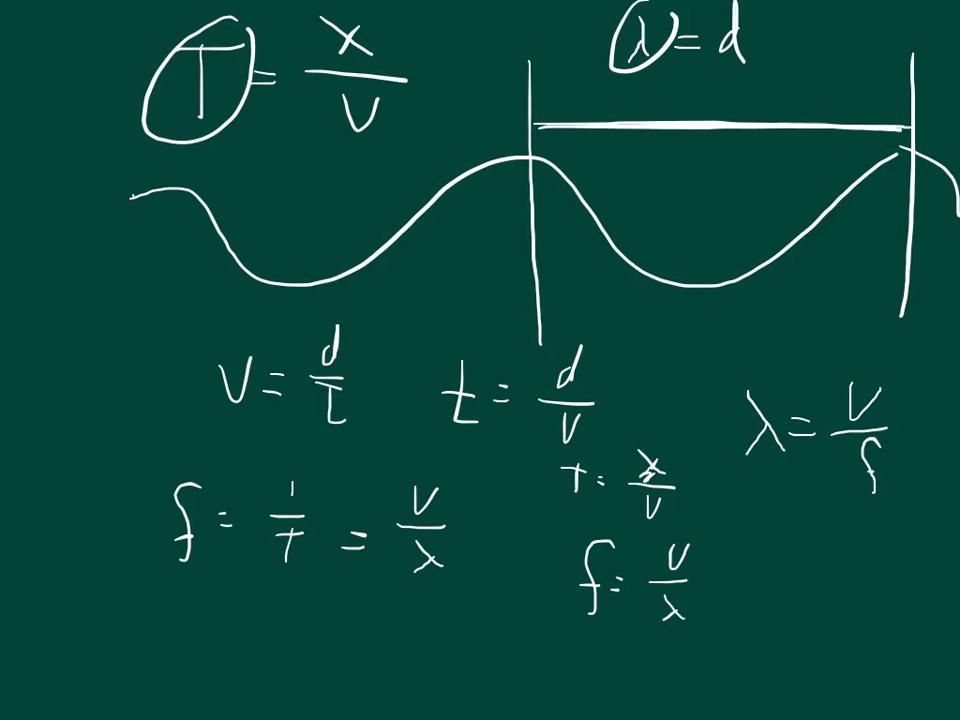 T = λ/v
λ = d
v = d/t
t = d/v
λ = v/f
T = λ/v
f = 1/T = v/λ
f = v/λ